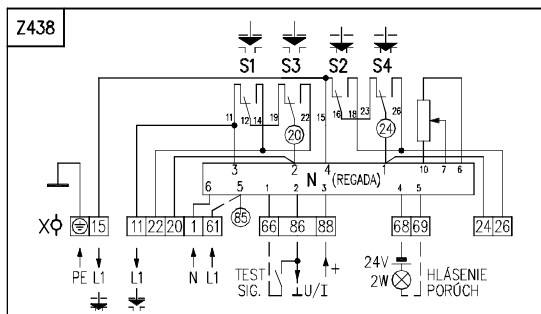 Z438
S1 S3 S2 S4
11 12 14 19 22 15 16 18 23 26
20 24
3 2 4 1 10 7 6
N (REGADA)
6 5 1 2 3 4 5
85
X 15 11 22 20 1 61 66 86 88 68 69 24 26
PE L1 L1 N L1 TEST SIG. U/I + 24V 2W HLÁSENIE PORÚCH